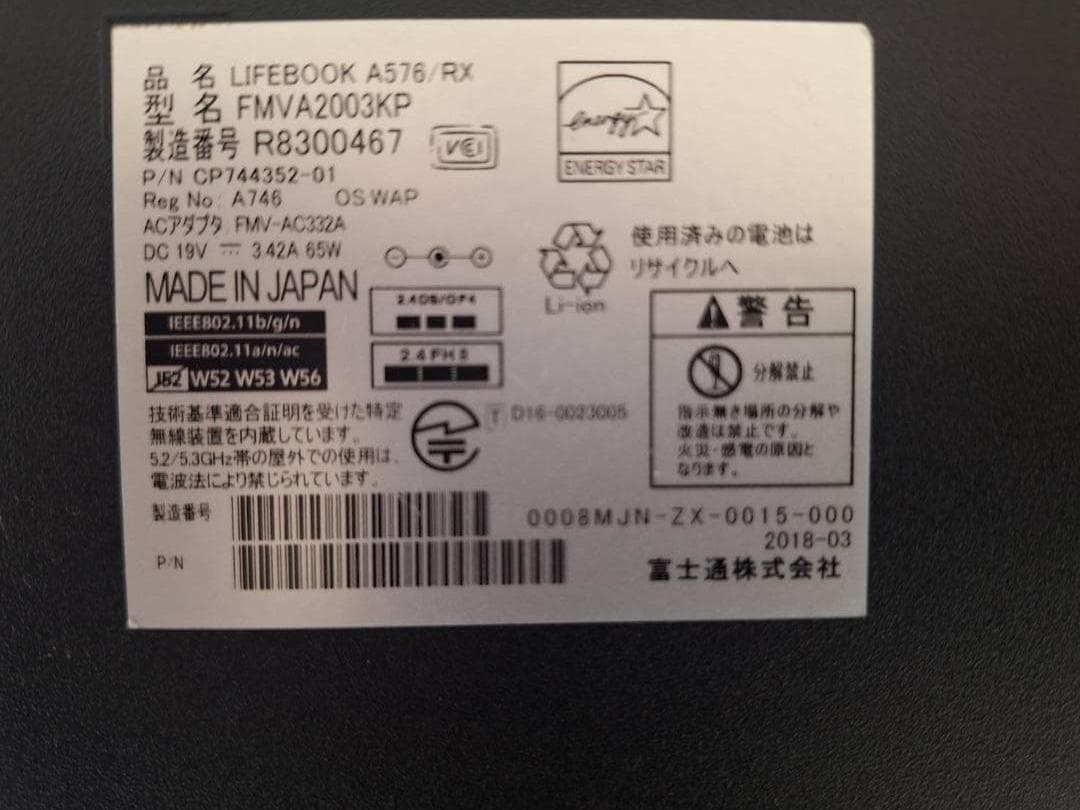 品 名 LIFEBOOK A576/RX
型 名 FMVA2003KP
製造番号 R8300467
VCI
P/N CP744352-01
Reg No: A746 OS WAP
ACアダプタ FMV-AC332A
DC 19V 3.42A 65W
MADE IN JAPAN
IEEE802.11b/g/n
IEEE802.11a/n/ac
J52 W52 W53 W56
2.4DS/OF4
2.4FH8
energy
ENERGY STAR
使用済みの電池は
リサイクルへ
Li-ion
警告
分解禁止
指示無き場所の分解や
改造は禁止です。
火災・感電の原因と
なります。
技術基準適合証明を受けた特定
無線装置を内蔵しています。
5.2/5.3GHz帯の屋外での使用は、
電波法により禁じられています。
T D16-0023005
製造番号
P/N
0008MJN-ZX-0015-000
2018-03
富士通株式会社